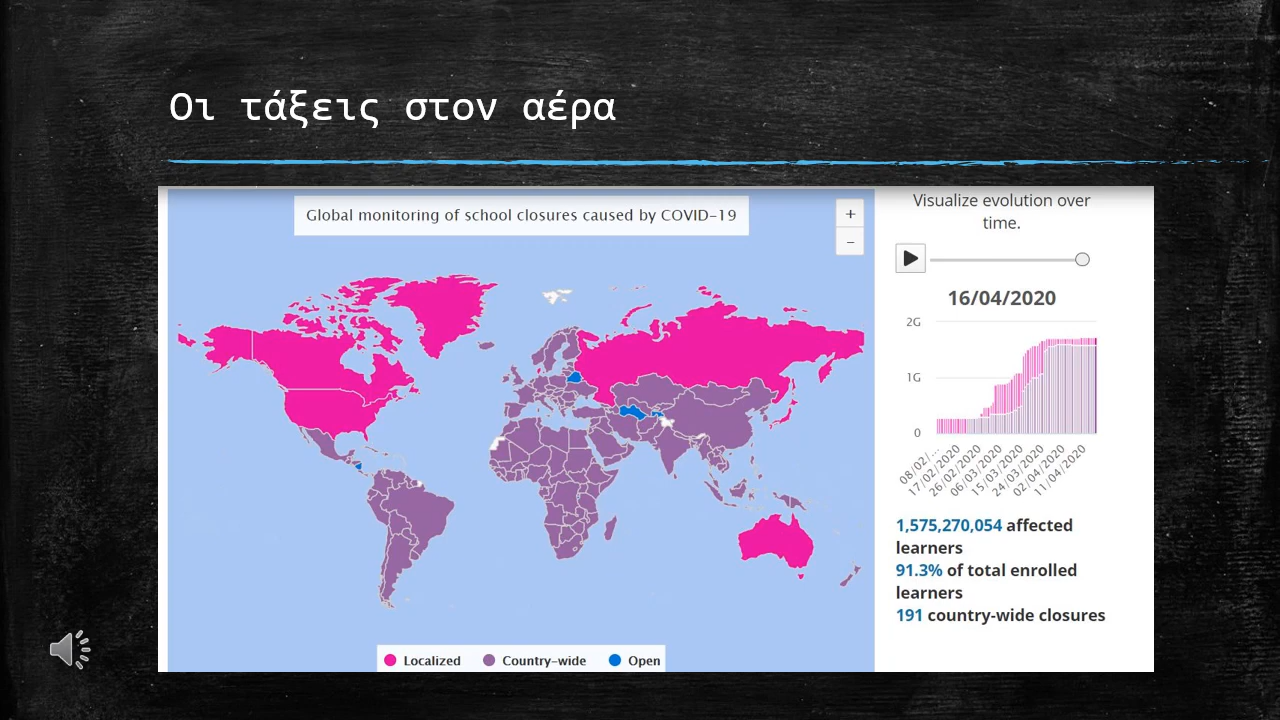 Οι τάξεις στον αέρα
Global monitoring of school closures caused by COVID-19
+
−
Localized
Country-wide
Open
Visualize evolution over
time.
16/04/2020
2G
1G
0
08/02/...
17/02/2020
26/02/2020
06/03/2020
15/03/2020
24/03/2020
02/04/2020
11/04/2020
1,575,270,054 affected
learners
91.3% of total enrolled
learners
191 country-wide closures